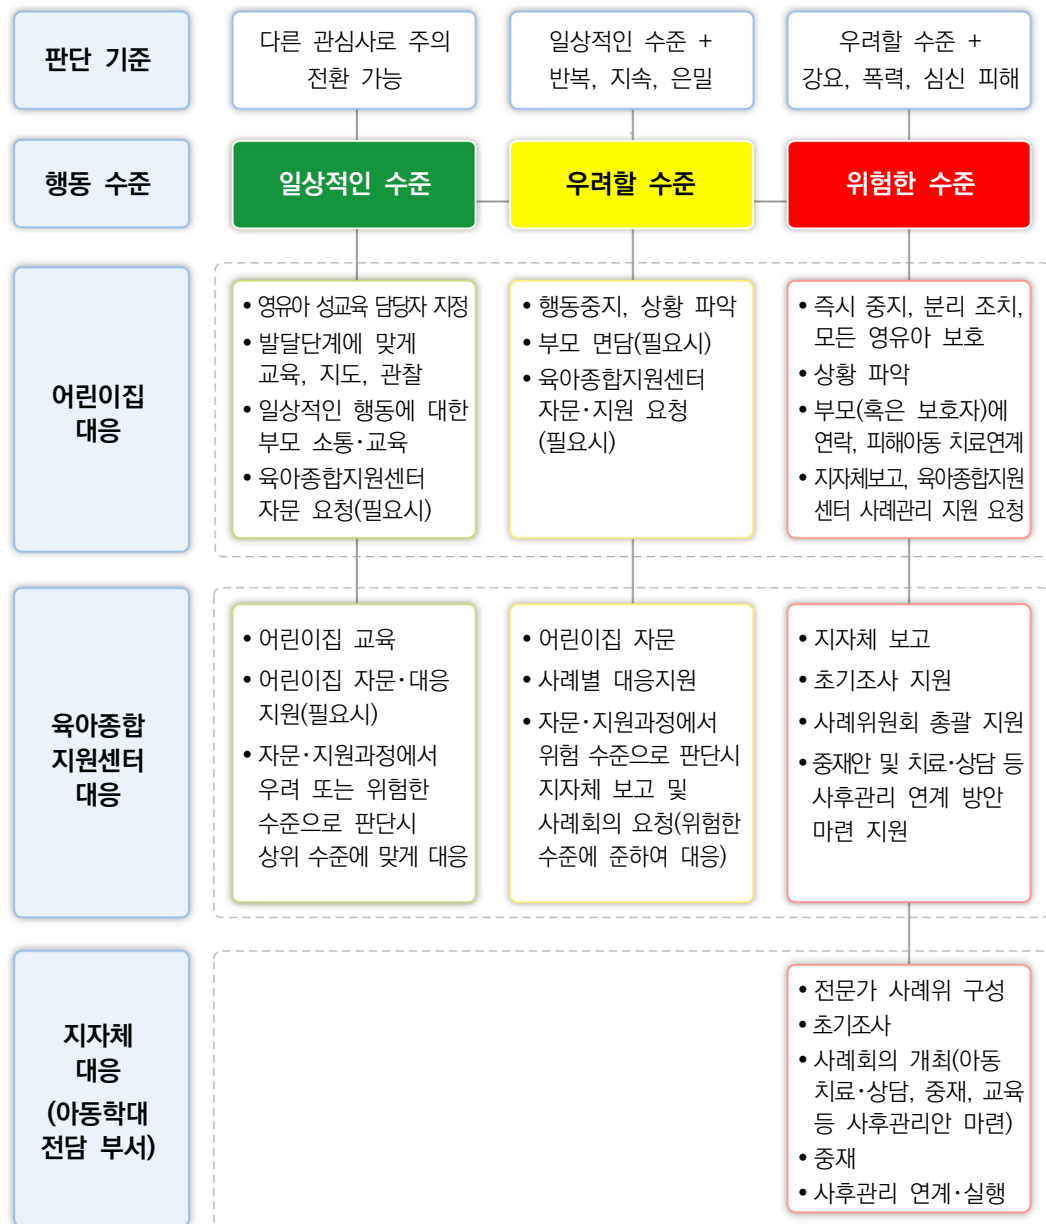 판단 기준
다른 관심사로 주의
전환 가능
일상적인 수준 +
반복, 지속, 은밀
우려할 수준 +
강요, 폭력, 심신 피해
행동 수준
일상적인 수준
우려할 수준
위험한 수준
어린이집
대응
• 영유아 성교육 담당자 지정
• 발달단계에 맞게
교육, 지도, 관찰
• 일상적인 행동에 대한
부모 소통·교육
• 육아종합지원센터
자문 요청(필요시)
• 행동중지, 상황 파악
• 부모 면담(필요시)
• 육아종합지원센터
자문·지원 요청
(필요시)
• 즉시 중지, 분리 조치,
모든 영유아 보호
• 상황 파악
• 부모(혹은 보호자)에
연락, 피해아동 치료연계
• 지자체보고, 육아종합지원
센터 사례관리 지원 요청
육아종합
지원센터
대응
• 어린이집 교육
• 어린이집 자문·대응
지원(필요시)
• 자문·지원과정에서
우려 또는 위험한
수준으로 판단시
상위 수준에 맞게 대응
• 어린이집 자문
• 사례별 대응지원
• 자문·지원과정에서
위험 수준으로 판단시
지자체 보고 및
사례회의 요청(위험한
수준에 준하여 대응)
• 지자체 보고
• 초기조사 지원
• 사례위원회 총괄 지원
• 중재안 및 치료·상담 등
사후관리 연계 방안
마련 지원
지자체
대응
(아동학대
전담 부서)
• 전문가 사례위 구성
• 초기조사
• 사례회의 개최(아동
치료·상담, 중재, 교육
등 사후관리안 마련)
• 중재
• 사후관리 연계·실행